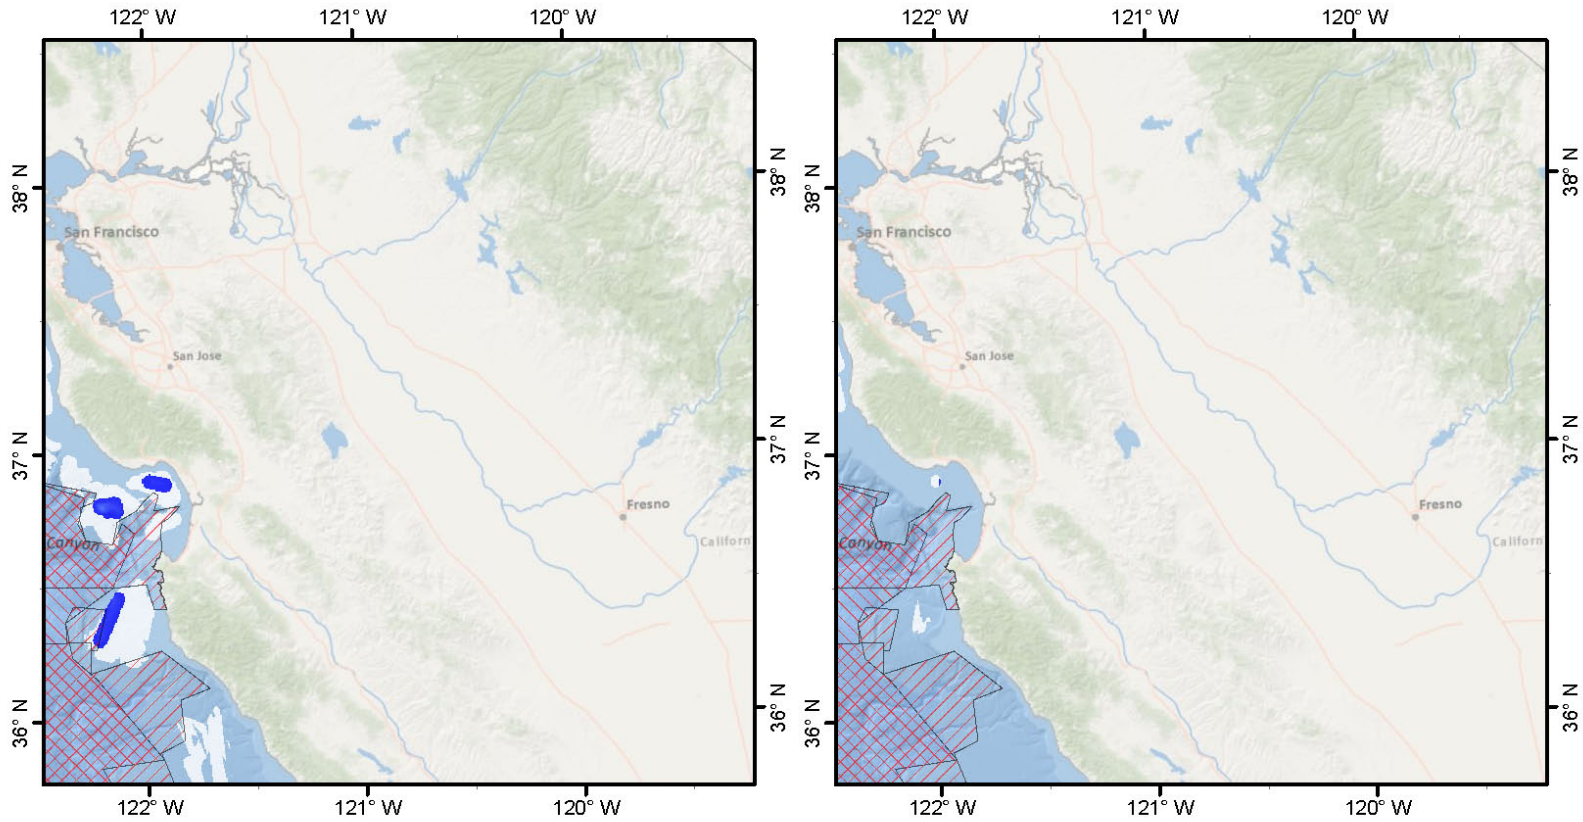 122° W 121° W 120° W 122° W 121° W 120° W
38° N 38° N 38° N 38° N
San Francisco San Francisco
San Jose San Jose
37° N 37° N 37° N 37° N
Fresno Fresno
Canyon Californ Canyon Californ
36° N 36° N 36° N 36° N
122° W 121° W 120° W 122° W 121° W 120° W